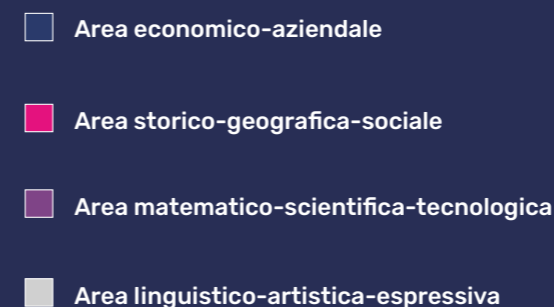 Area economico-aziendale
Area storico-geografica-sociale
Area matematico-scientifica-tecnologica
Area linguistico-artistica-espressiva